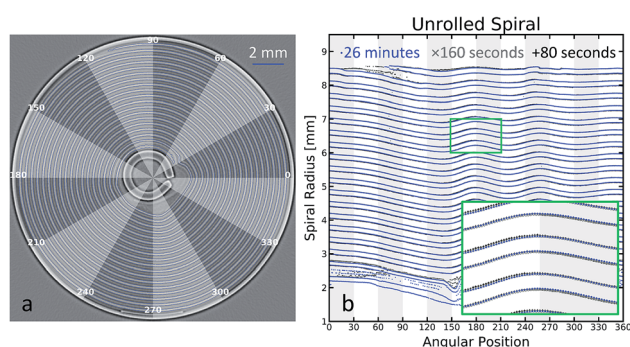 90
120
60
2 mm
150
30
180
0
210
330
240
300
270
a
Unrolled Spiral
·26 minutes ×160 seconds +80 seconds
Spiral Radius [mm]
9
8
7
6
5
4
3
2
1
b
0 30 60 90 120 150 180 210 240 270 300 330 360
Angular Position